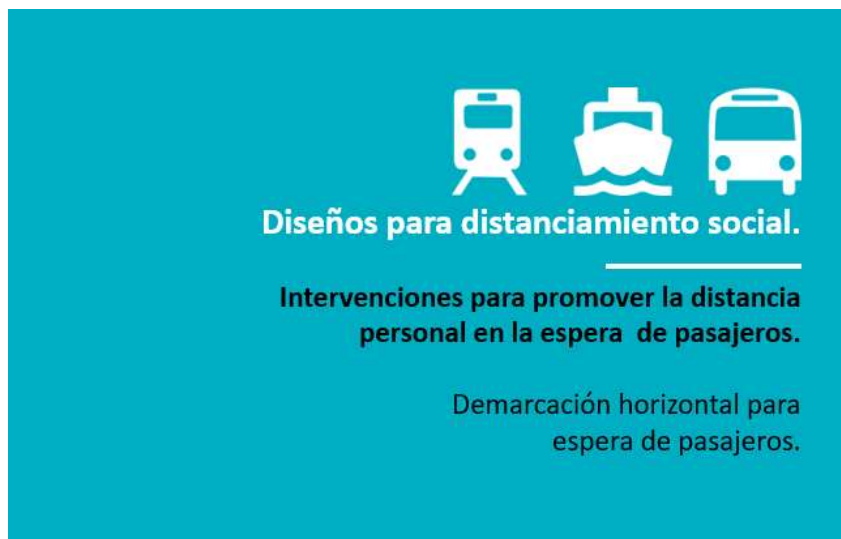 Diseños para distanciamiento social.
Intervenciones para promover la distancia
personal en la espera de pasajeros.
Demarcación horizontal para
espera de pasajeros.